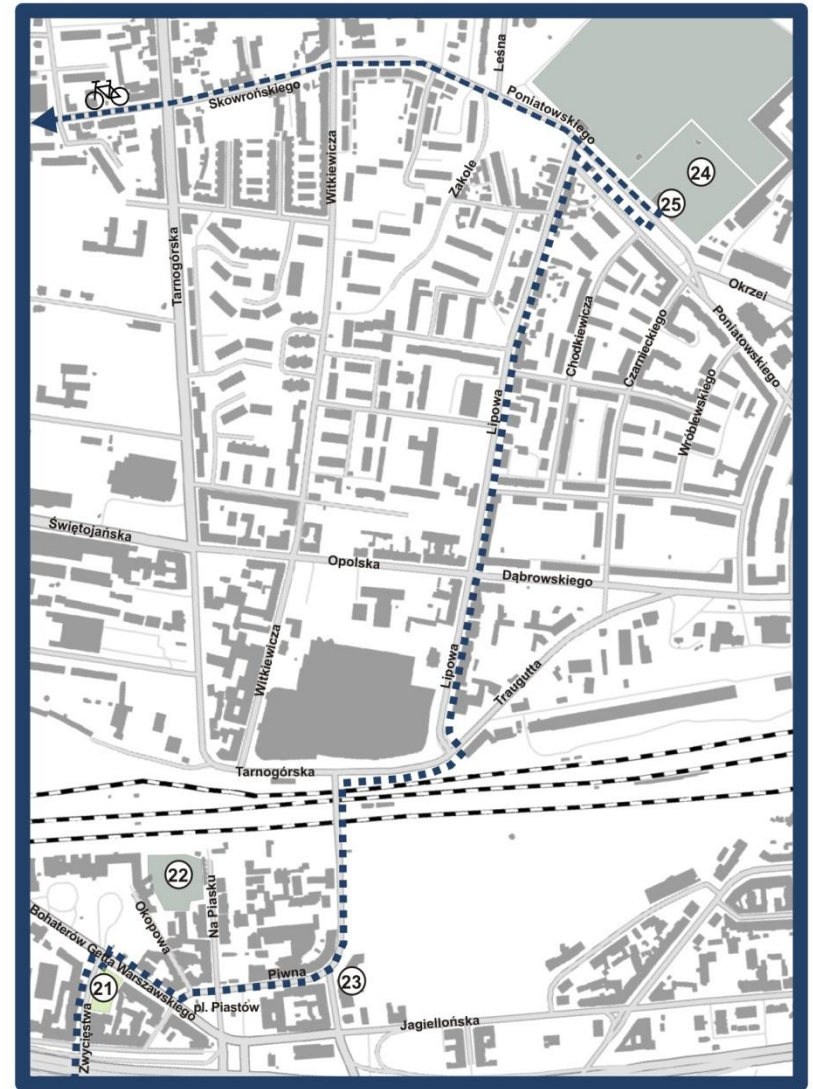 Leśna
Skowrońskiego
Poniatowskiego
Witkiewicza
Zakole
24
25
Tarnogórska
Okrzei
Chodkiewicza
Czarnieckiego
Poniatowskiego
Wróblewskiego
Lipowa
Świętojańska
Opolska
Dąbrowskiego
Witkiewicza
Lipowa
Traugutta
Tarnogórska
22
Na Piasku
Okopowa
Bohaterów Getta Warszawskiego
Piwna
23
21
pl. Piastów
Jagiellońska
Zwycięstwa